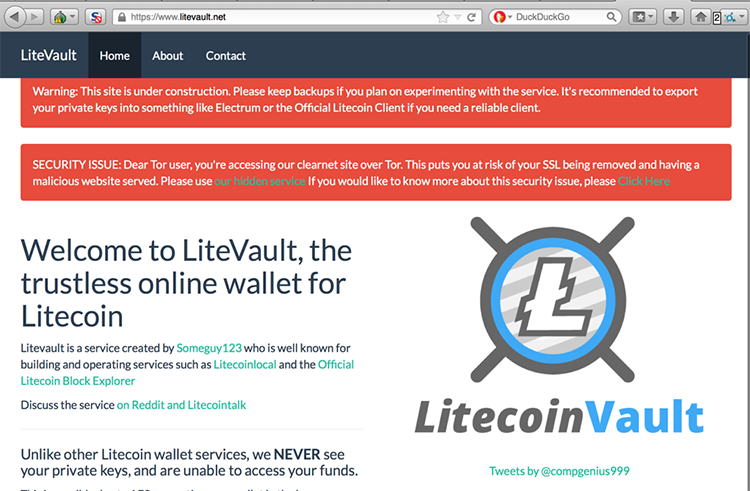 https://www.litevault.net
DuckDuckGo
2
LiteVault
Home
About
Contact
Warning: This site is under construction. Please keep backups if you plan on experimenting with the service. It's recommended to export
your private keys into something like Electrum or the Official Litecoin Client if you need a reliable client.
SECURITY ISSUE: Dear Tor user, you're accessing our clearnet site over Tor. This puts you at risk of your SSL being removed and having a
malicious website served. Please use our hidden service If you would like to know more about this security issue, please Click Here
Welcome to LiteVault, the
trustless online wallet for
Litecoin
Litevault is a service created by Someguy123 who is well known for
building and operating services such as Litecoinlocal and the Official
Litecoin Block Explorer
Discuss the service on Reddit and Litecointalk
Unlike other Litecoin wallet services, we NEVER see
your private keys, and are unable to access your funds.
LitecoinVault
Tweets by @compgenius999